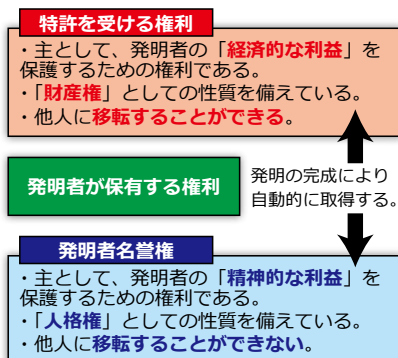 特許を受ける権利
・主として、発明者の「経済的な利益」を
保護するための権利である。
・「財産権」としての性質を備えている。
・他人に移転することができる。
発明者が保有する権利
発明の完成により
自動的に取得する。
発明者名誉権
・主として、発明者の「精神的な利益」を
保護するための権利である。
・「人格権」としての性質を備えている。
・他人に移転することができない。